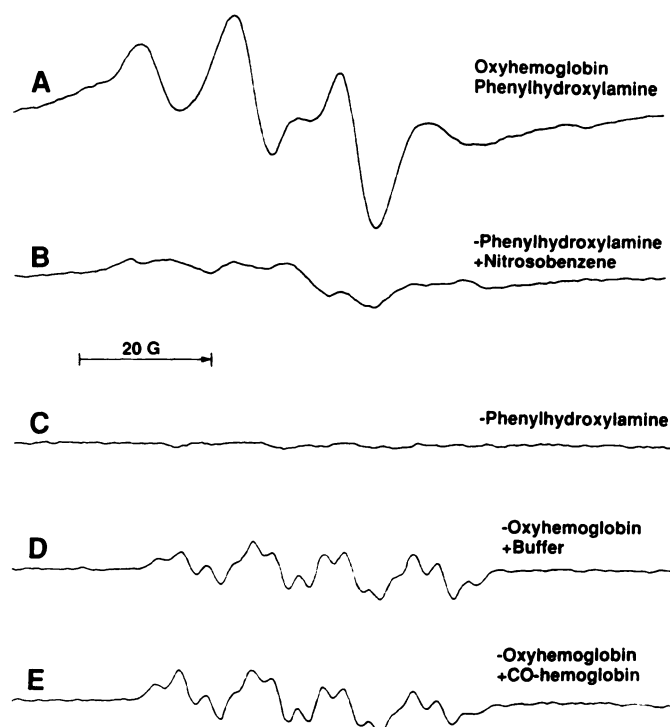 A
Oxyhemoglobin
Phenylhydroxylamine
B
-Phenylhydroxylamine
+Nitrosobenzene
20 G
C
-Phenylhydroxylamine
D
-Oxyhemoglobin
+Buffer
E
-Oxyhemoglobin
+CO-hemoglobin